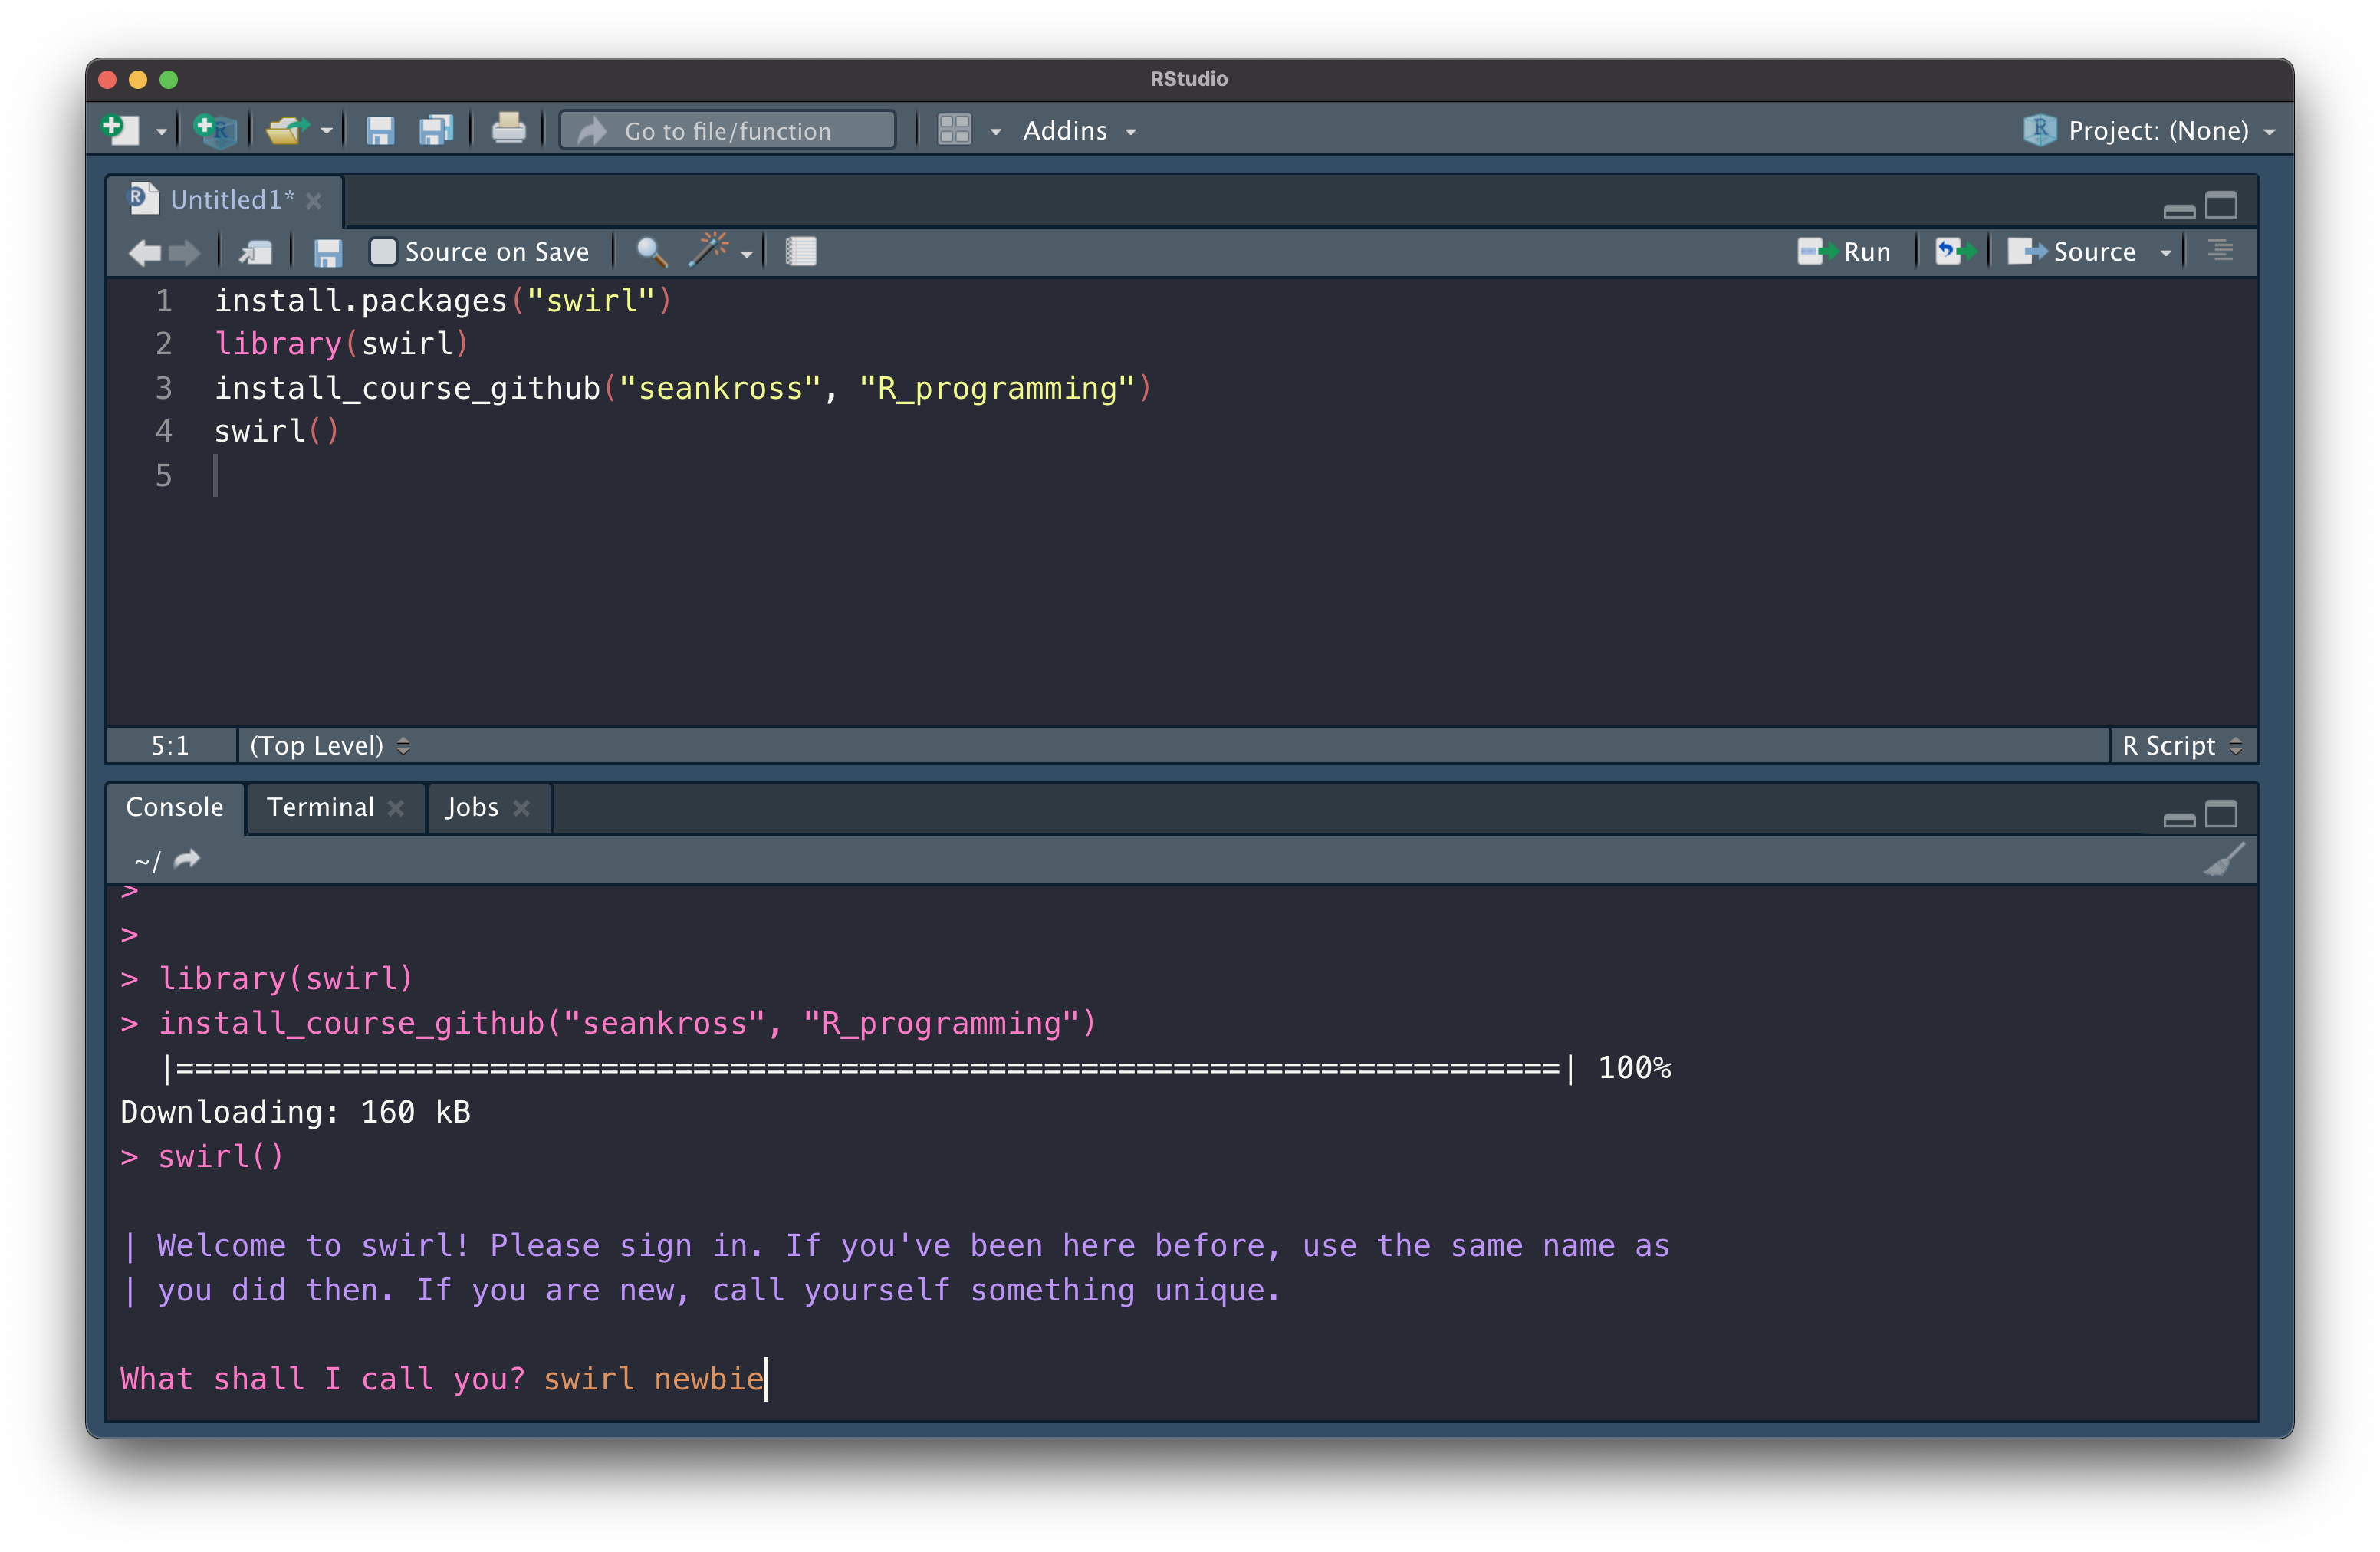 RStudio
Go to file/function
Addins
Project: (None)
Untitled1*
Source on Save
Run
Source
1 install.packages("swirl")
2 library(swirl)
3 install_course_github("seankross", "R_programming")
4 swirl()
5
5:1
(Top Level)
R Script
Console
Terminal
Jobs
~/
>
>
> library(swirl)
> install_course_github("seankross", "R_programming")
|===========================================================================| 100%
Downloading: 160 kB
> swirl()
| Welcome to swirl! Please sign in. If you've been here before, use the same name as
| you did then. If you are new, call yourself something unique.
What shall I call you? swirl newbie